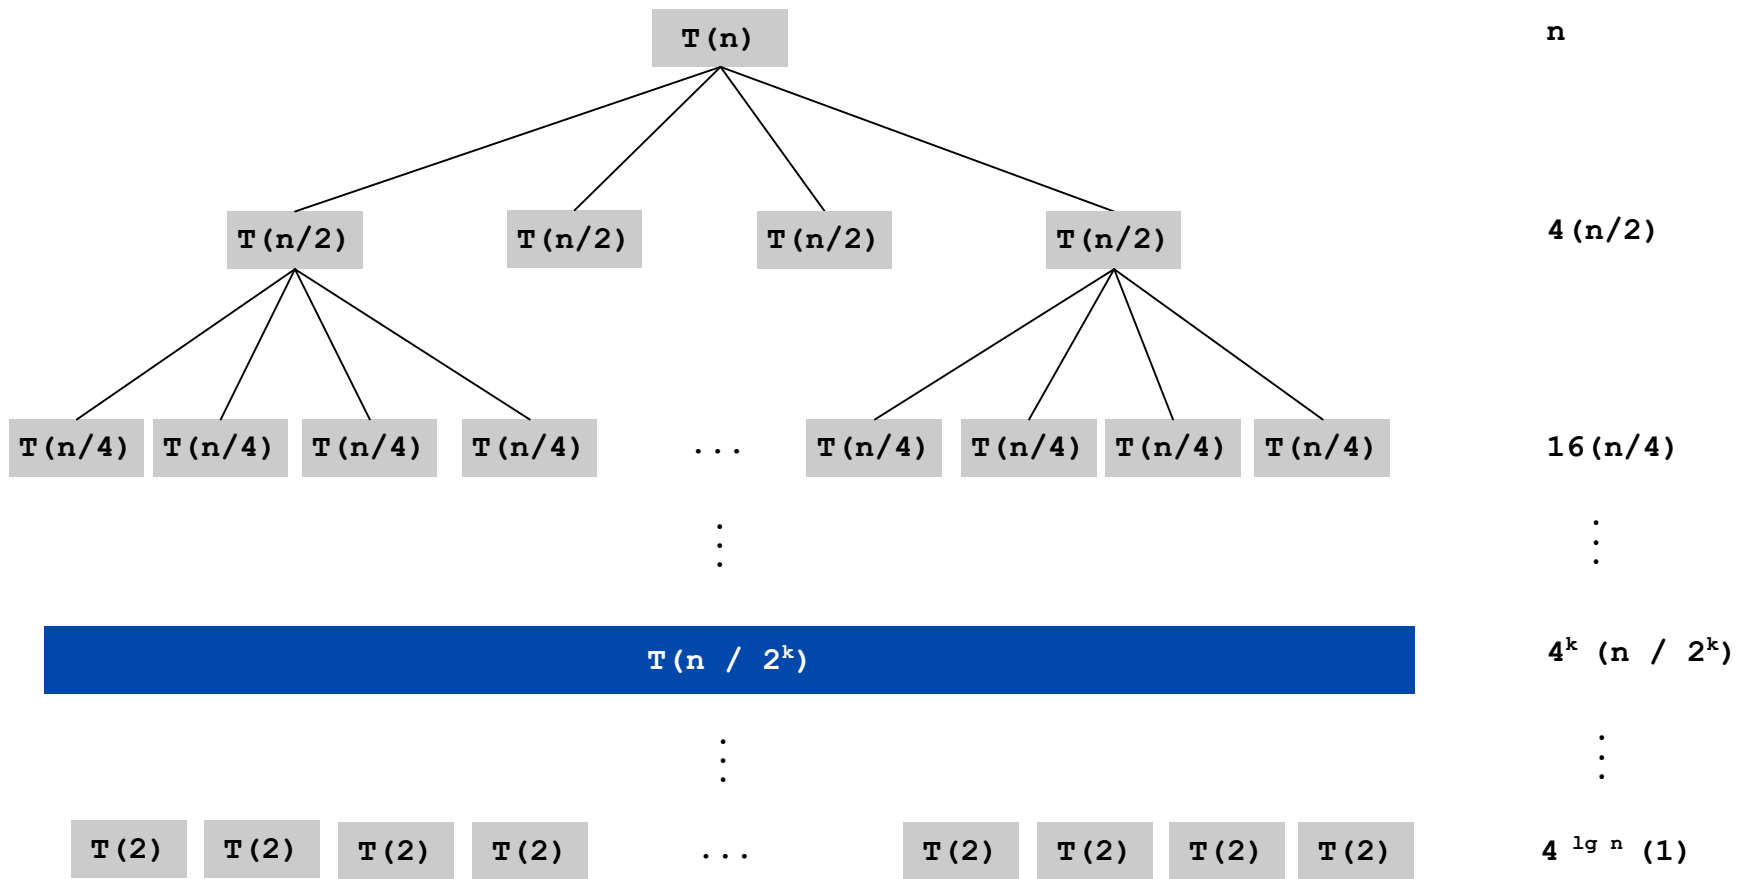 T(n) n
T(n/2) T(n/2) T(n/2) T(n/2) 4(n/2)
T(n/4) T(n/4) T(n/4) T(n/4) ... T(n/4) T(n/4) T(n/4) T(n/4) 16(n/4)
T(n / 2ᵏ) 4ᵏ (n / 2ᵏ)
T(2) T(2) T(2) T(2) ... T(2) T(2) T(2) T(2) 4 ˡᵍ ⁿ (1)